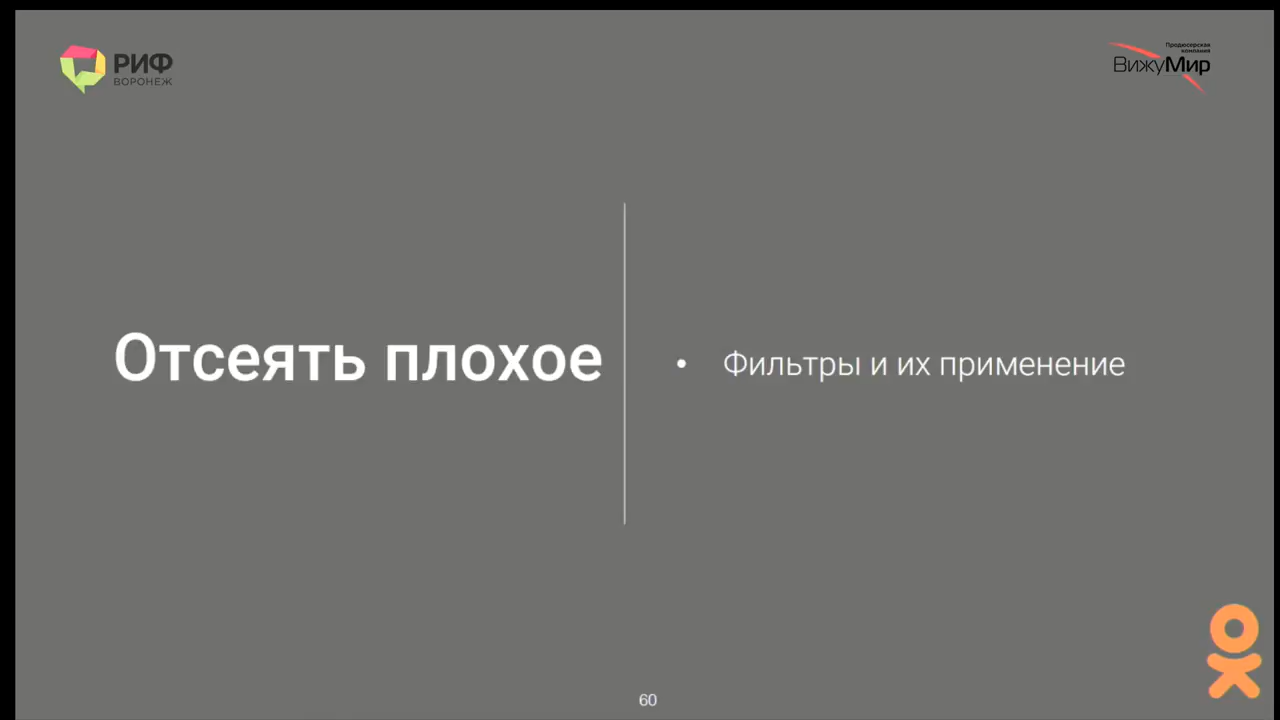 РИФ
ВОРОНЕЖ
Продюсерская
компания
ВижуМир
Отсеять плохое
• Фильтры и их применение
60